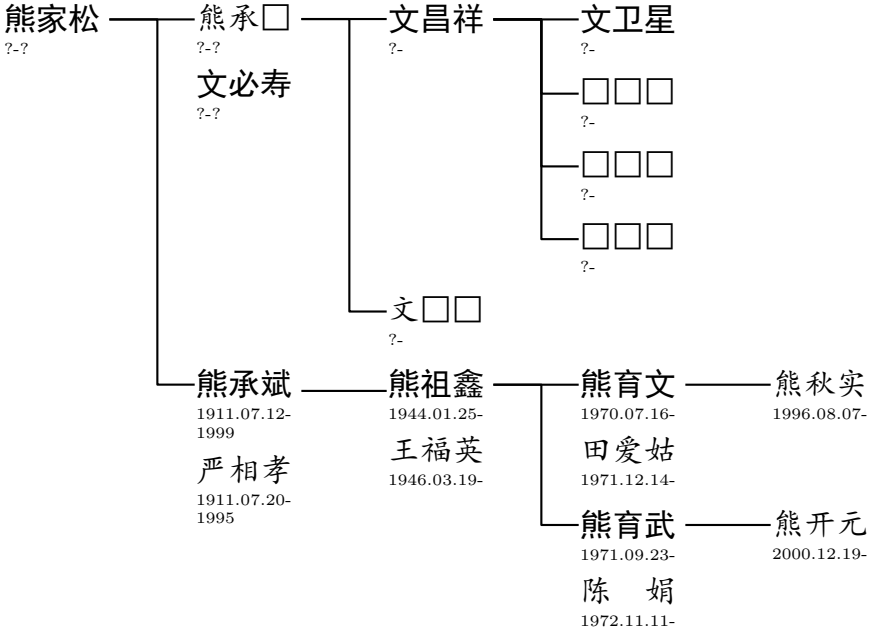 熊家松
?-?
熊承□
?-?
文必寿
?-?
文昌祥
?-
文卫星
?-
□□□
?-
□□□
?-
□□□
?-
文□□
?-
熊承斌
1911.07.12-
1999
严相孝
1911.07.20-
1995
熊祖鑫
1944.01.25-
王福英
1946.03.19-
熊育文
1970.07.16-
田爱姑
1971.12.14-
熊秋实
1996.08.07-
熊育武
1971.09.23-
陈　娟
1972.11.11-
熊开元
2000.12.19-